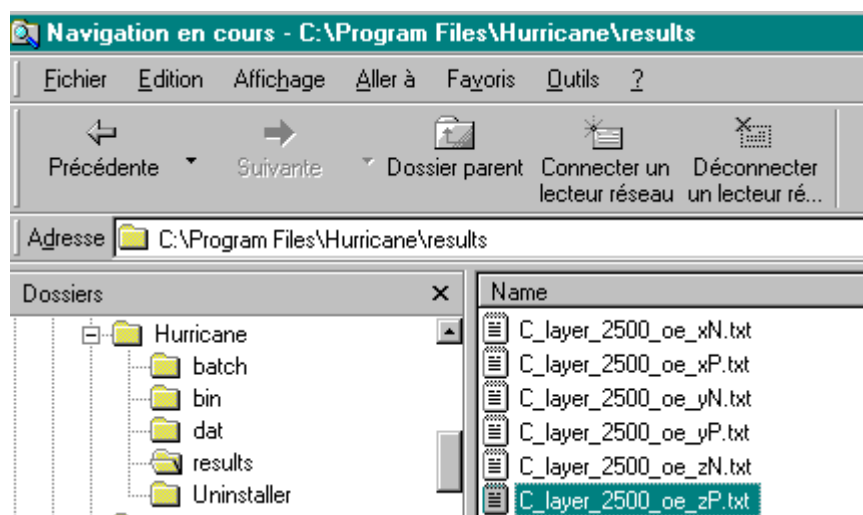 Navigation en cours - C:\Program Files\Hurricane\results
Fichier Edition Affichage Aller à Favoris Outils ?
Précédente Suivante Dossier parent Connecter un lecteur réseau Déconnecter un lecteur ré...
Adresse C:\Program Files\Hurricane\results
Dossiers
Hurricane
batch
bin
dat
results
Uninstaller
Name
C_layer_2500_oe_xN.txt
C_layer_2500_oe_xP.txt
C_layer_2500_oe_yN.txt
C_layer_2500_oe_yP.txt
C_layer_2500_oe_zN.txt
C_layer_2500_oe_zP.txt